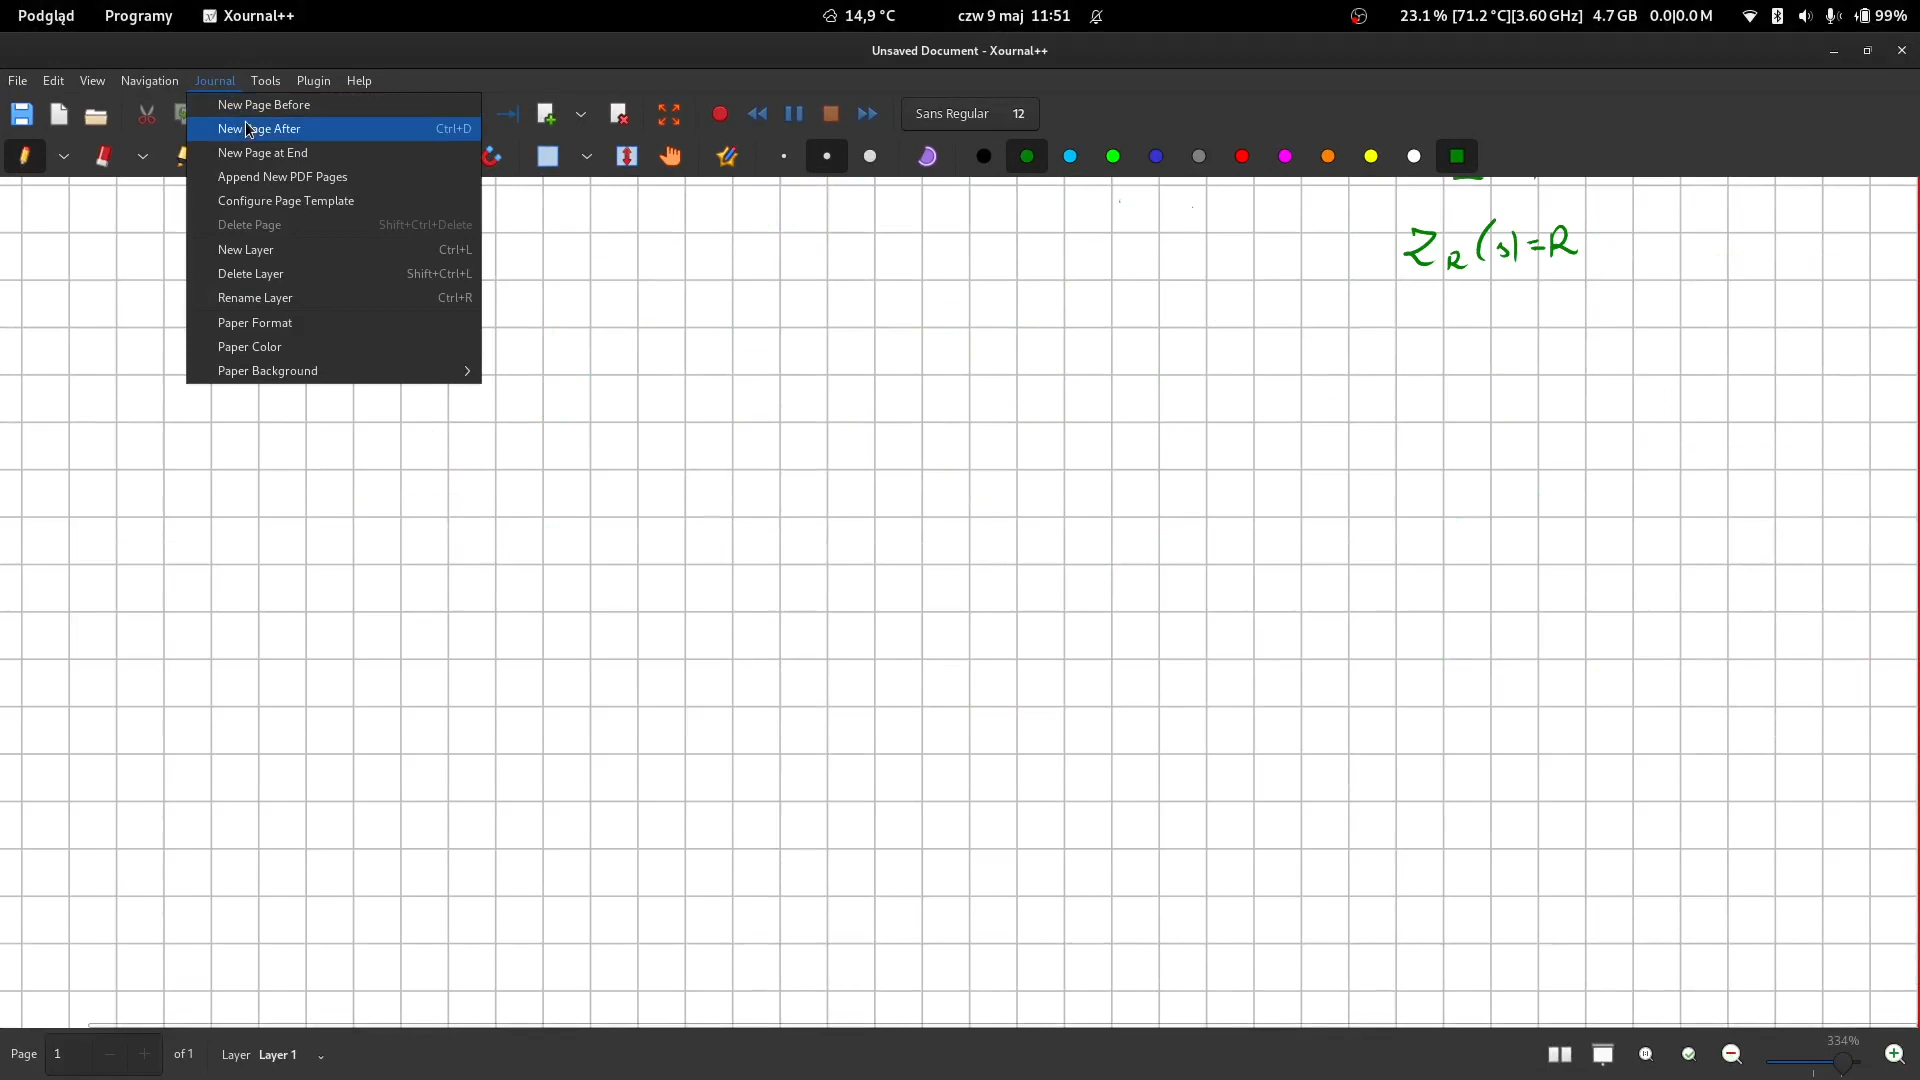 Podgląd Programy Xournal++ 14,9 °C czw 9 maj 11:51 23.1 % [71.2 °C][3.60 GHz] 4.7 GB 0.0|0.0 M 99%
Unsaved Document - Xournal++
File Edit View Navigation Journal Tools Plugin Help
New Page Before
New Page After Ctrl+D
New Page at End
Append New PDF Pages
Configure Page Template
Delete Page Shift+Ctrl+Delete
New Layer Ctrl+L
Delete Layer Shift+Ctrl+L
Rename Layer Ctrl+R
Paper Format
Paper Color
Paper Background
Sans Regular 12
Z_R(s)=R
Page 1 of 1 Layer Layer 1
334%